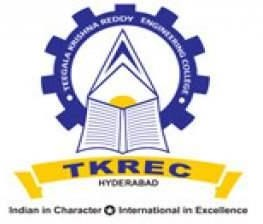 TEEGALA KRISHNA REDDY ENGINEERING COLLEGE
TKREC
HYDERABAD
Indian in Character International in Excellence